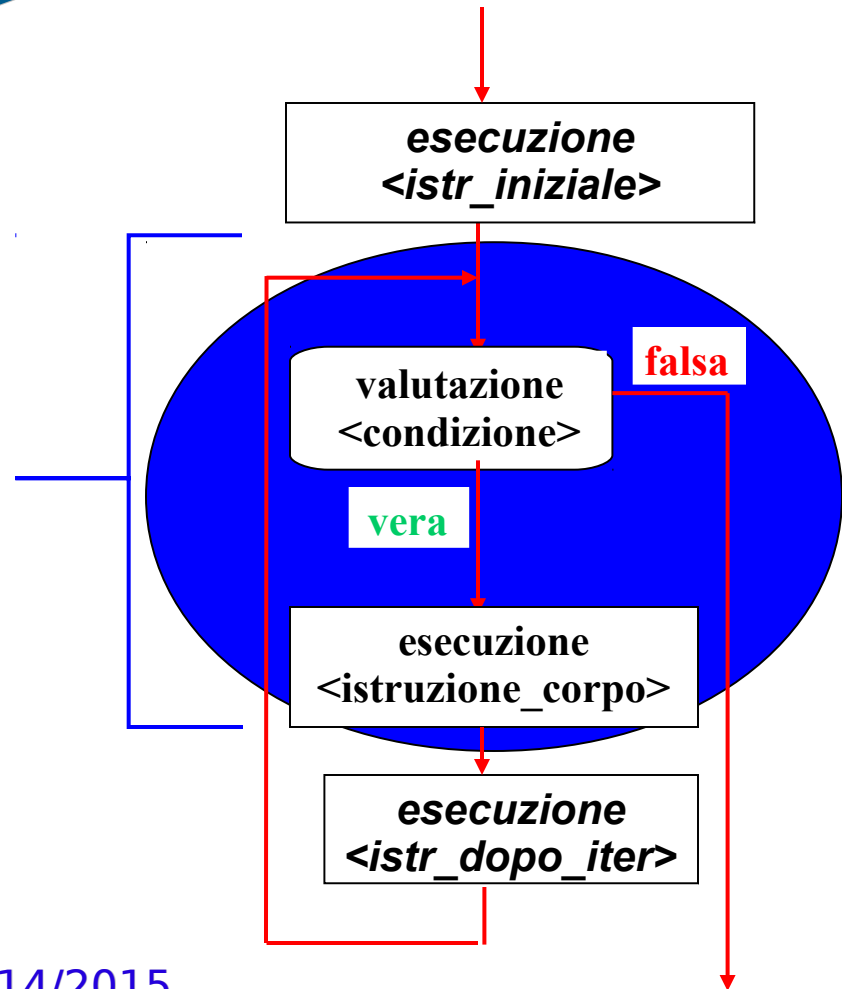 esecuzione
<istr_iniziale>
falsa
valutazione
<condizione>
vera
esecuzione
<istruzione_corpo>
esecuzione
<istr_dopo_iter>
14/2015